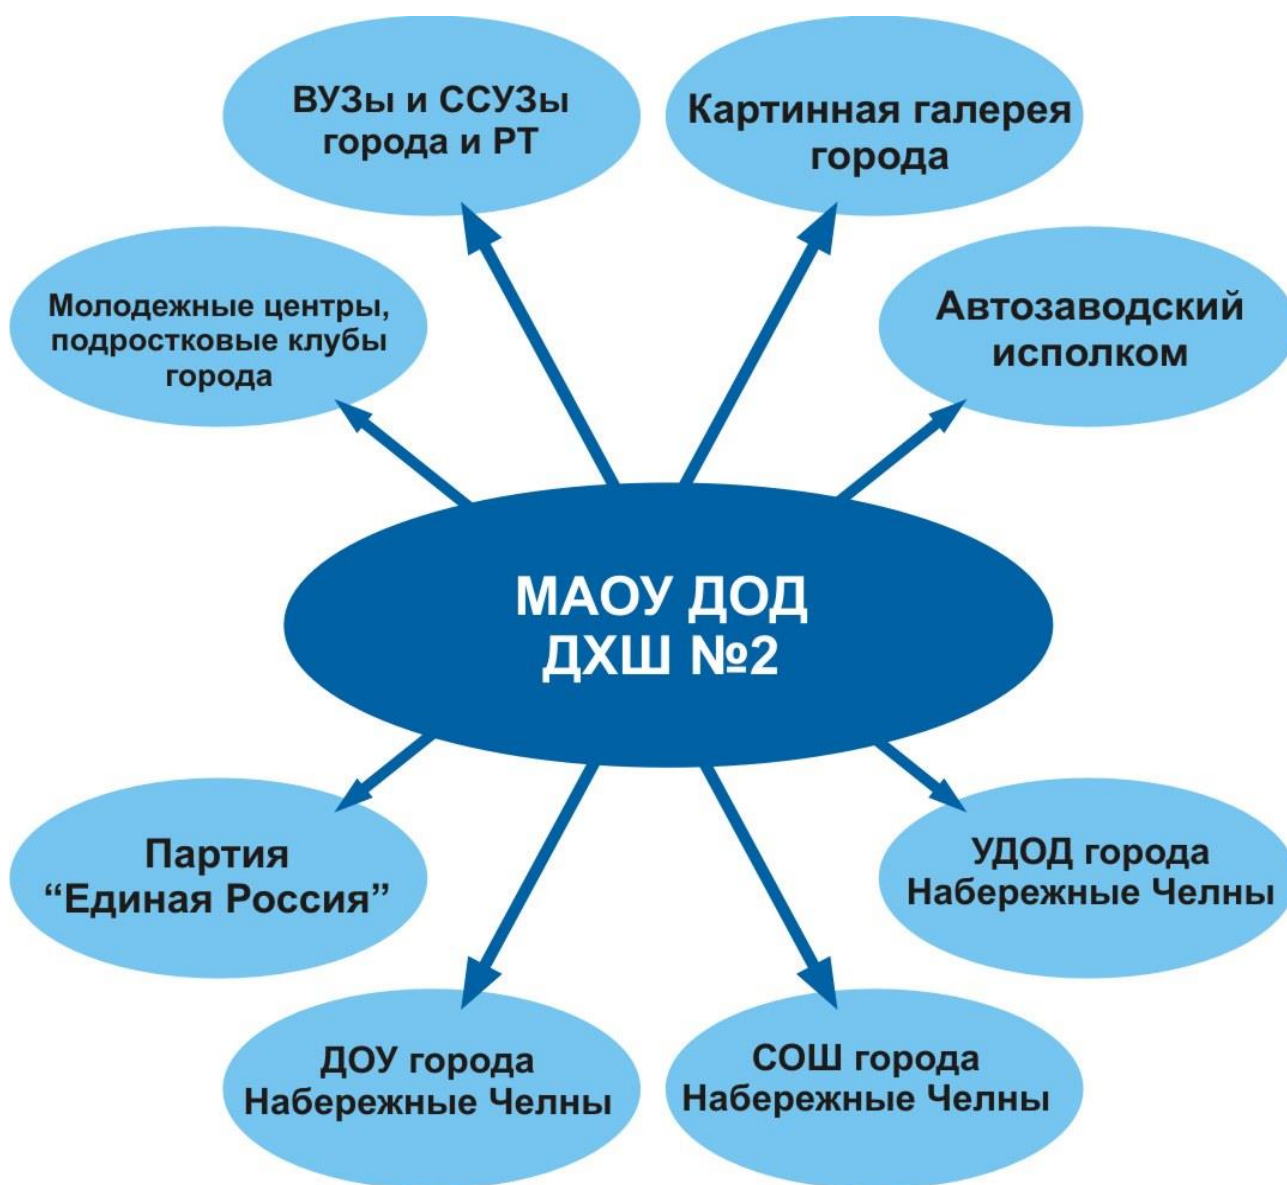 ВУЗы и ССУЗы
города и РТ
Картинная галерея
города
Молодежные центры,
подростковые клубы
города
Автозаводский
исполком
МАОУ ДОД
ДХШ №2
Партия
“Единая Россия”
УДОД города
Набережные Челны
ДОУ города
Набережные Челны
СОШ города
Набережные Челны